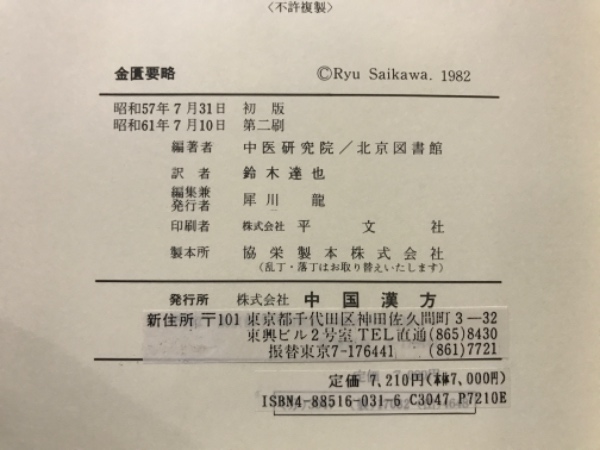 〈不許複製〉
金匱要略 ©Ryu Saikawa. 1982
昭和57年7月31日 初版
昭和61年7月10日 第二刷
編著者 中医研究院/北京図書館
訳者 鈴木達也
編集兼発行者 犀川龍
印刷者 株式会社 平文社
製本所 協栄製本株式会社
(乱丁・落丁はお取り替えいたします)
発行所 株式会社 中国漢方
新住所 〒101 東京都千代田区神田佐久間町3-32
東興ビル2号室 TEL直通(865)8430
振替東京7-176441 (861)7721
定価 7,210円(本体7,000円)
ISBN4-88516-031-6 C3047 P7210E